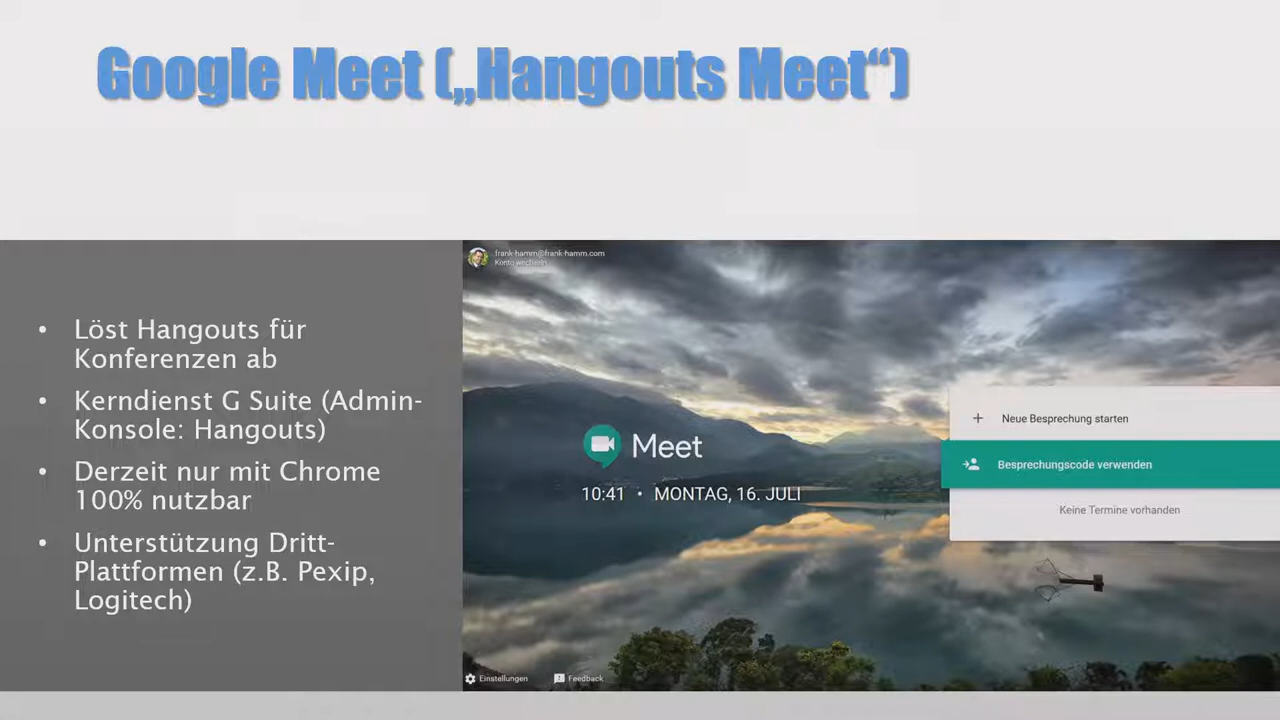 Google Meet („Hangouts Meet“)
• Löst Hangouts für
Konferenzen ab
• Kerndienst G Suite (Admin-
Konsole: Hangouts)
• Derzeit nur mit Chrome
100% nutzbar
• Unterstützung Dritt-
Plattformen (z.B. Pexip,
Logitech)
frank-hamm@frank-hamm.com
Konto wechseln
Meet
10:41 • MONTAG, 16. JULI
Neue Besprechung starten
Besprechungscode verwenden
Keine Termine vorhanden
Einstellungen
Feedback